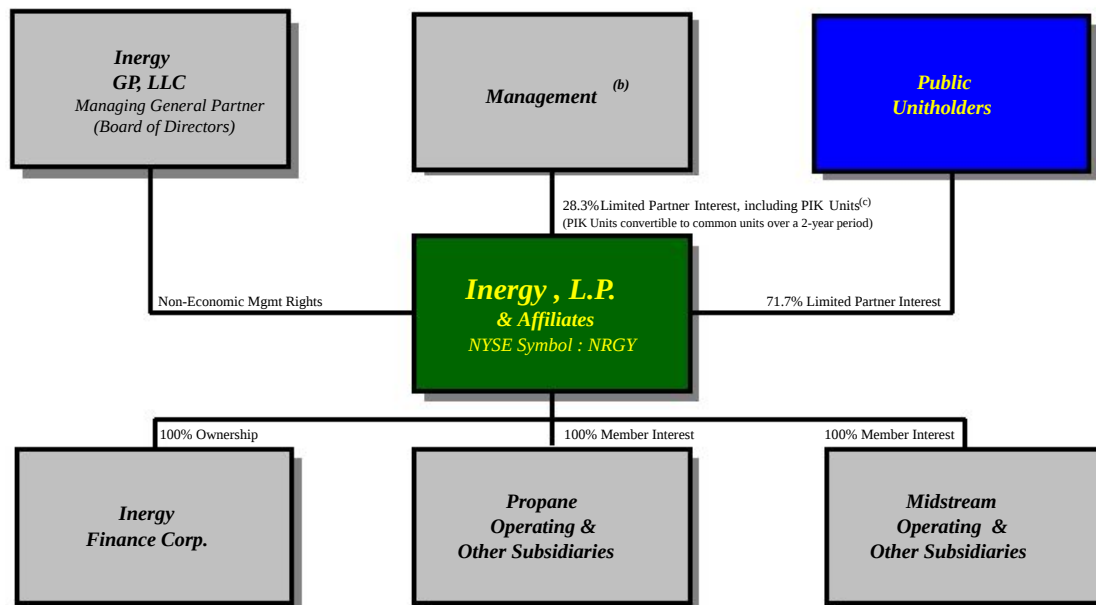 Inergy
GP, LLC
Managing General Partner
(Board of Directors)
Management (b)
Public
Unitholders
28.3% Limited Partner Interest, including PIK Units(c)
(PIK Units convertible to common units over a 2-year period)
Non-Economic Mgmt Rights
Inergy , L.P.
& Affiliates
NYSE Symbol : NRGY
71.7% Limited Partner Interest
100% Ownership
100% Member Interest
100% Member Interest
Inergy
Finance Corp.
Propane
Operating &
Other Subsidiaries
Midstream
Operating &
Other Subsidiaries